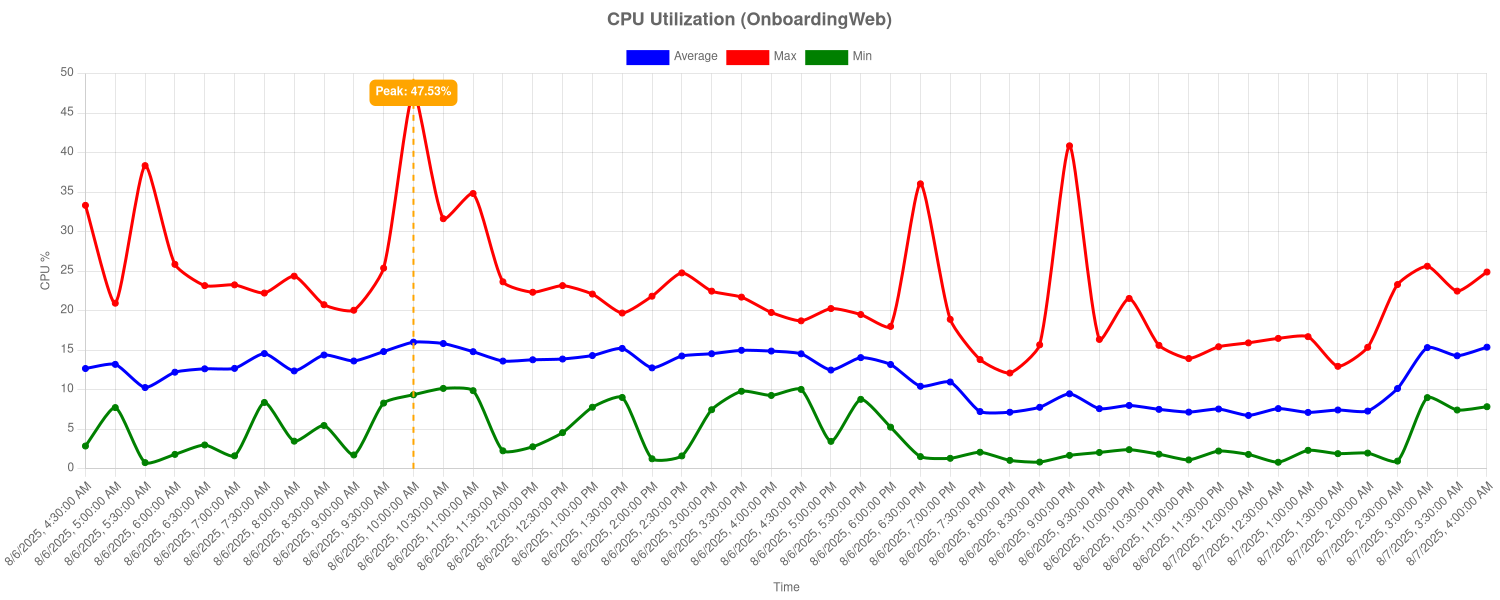 CPU Utilization (OnboardingWeb)
Average Max Min
Peak: 47.53%
50
45
40
35
30
25
20
15
10
5
0
CPU %
8/6/2025, 4:30:00 AM
8/6/2025, 5:00:00 AM
8/6/2025, 5:30:00 AM
8/6/2025, 6:00:00 AM
8/6/2025, 6:30:00 AM
8/6/2025, 7:00:00 AM
8/6/2025, 7:30:00 AM
8/6/2025, 8:00:00 AM
8/6/2025, 8:30:00 AM
8/6/2025, 9:00:00 AM
8/6/2025, 9:30:00 AM
8/6/2025, 10:00:00 AM
8/6/2025, 10:30:00 AM
8/6/2025, 11:00:00 AM
8/6/2025, 11:30:00 AM
8/6/2025, 12:00:00 PM
8/6/2025, 12:30:00 PM
8/6/2025, 1:00:00 PM
8/6/2025, 1:30:00 PM
8/6/2025, 2:00:00 PM
8/6/2025, 2:30:00 PM
8/6/2025, 3:00:00 PM
8/6/2025, 3:30:00 PM
8/6/2025, 4:00:00 PM
8/6/2025, 4:30:00 PM
8/6/2025, 5:00:00 PM
8/6/2025, 5:30:00 PM
8/6/2025, 6:00:00 PM
8/6/2025, 6:30:00 PM
8/6/2025, 7:00:00 PM
8/6/2025, 7:30:00 PM
8/6/2025, 8:00:00 PM
8/6/2025, 8:30:00 PM
8/6/2025, 9:00:00 PM
8/6/2025, 9:30:00 PM
8/6/2025, 10:00:00 PM
8/6/2025, 10:30:00 PM
8/6/2025, 11:00:00 PM
8/6/2025, 11:30:00 PM
8/7/2025, 12:00:00 AM
8/7/2025, 12:30:00 AM
8/7/2025, 1:00:00 AM
8/7/2025, 1:30:00 AM
8/7/2025, 2:00:00 AM
8/7/2025, 2:30:00 AM
8/7/2025, 3:00:00 AM
8/7/2025, 3:30:00 AM
8/7/2025, 4:00:00 AM
Time